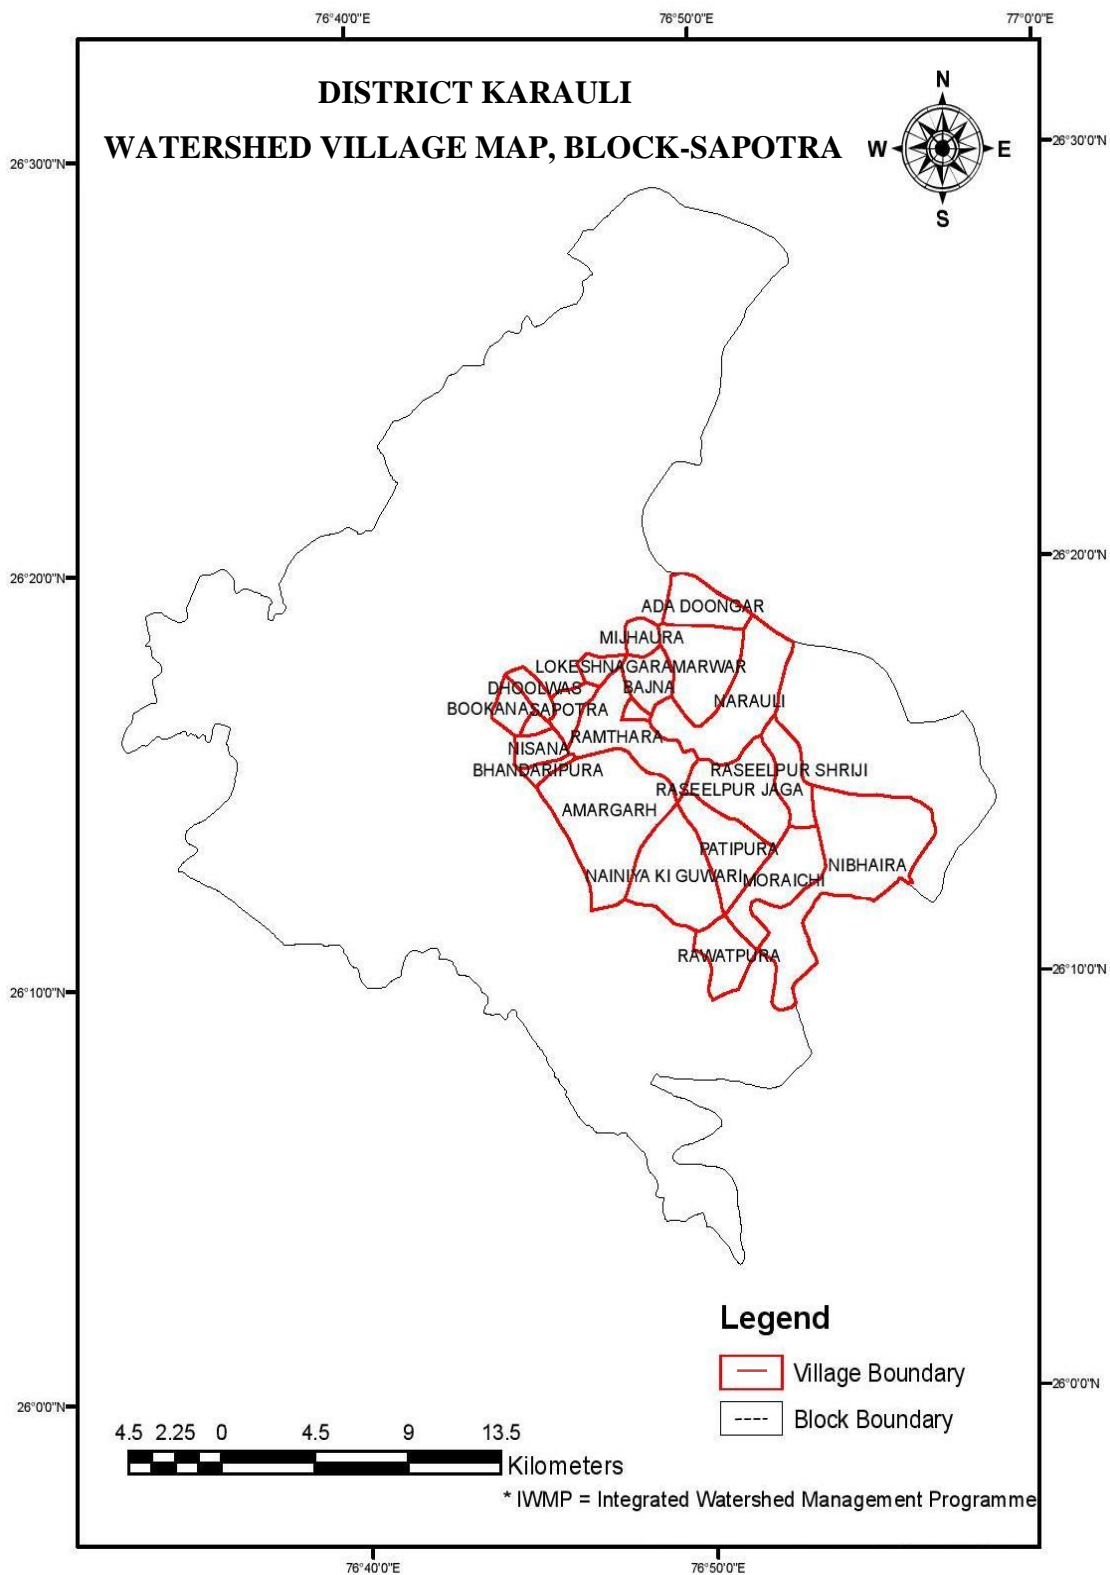 76°40'0"E 76°50'0"E 77°0'0"E
DISTRICT KARAULI
WATERSHED VILLAGE MAP, BLOCK-SAPOTRA
N
W E
S
26°30'0"N 26°30'0"N
26°20'0"N 26°20'0"N
ADA DOONGAR
MIJHAURA
LOKESHNAGARAMARWAR
DHOOLWAS BAJNA
NARAULI
BOOKANASAPOTRA
RAMTHARA
NISANA
BHANDARIPURA RASEELPUR SHRIJI
RASEELPUR JAGA
AMARGARH
PATIPURA
NIBHAIRA
NAINIYA KI GUWARI MORAICHI
RAWATPURA
26°10'0"N 26°10'0"N
Legend
Village Boundary
Block Boundary
26°0'0"N 26°0'0"N
4.5 2.25 0 4.5 9 13.5
Kilometers
* IWMP = Integrated Watershed Management Programme
76°40'0"E 76°50'0"E